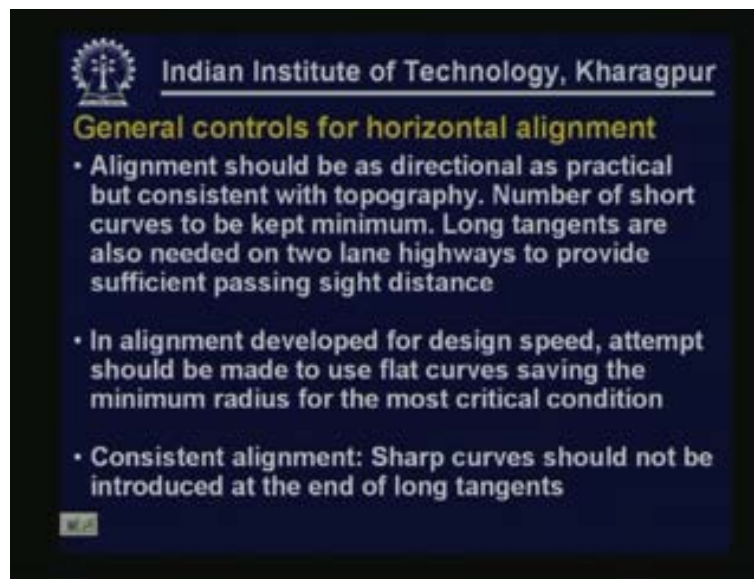 Indian Institute of Technology, Kharagpur
General controls for horizontal alignment
• Alignment should be as directional as practical
but consistent with topography. Number of short
curves to be kept minimum. Long tangents are
also needed on two lane highways to provide
sufficient passing sight distance
• In alignment developed for design speed, attempt
should be made to use flat curves saving the
minimum radius for the most critical condition
• Consistent alignment: Sharp curves should not be
introduced at the end of long tangents